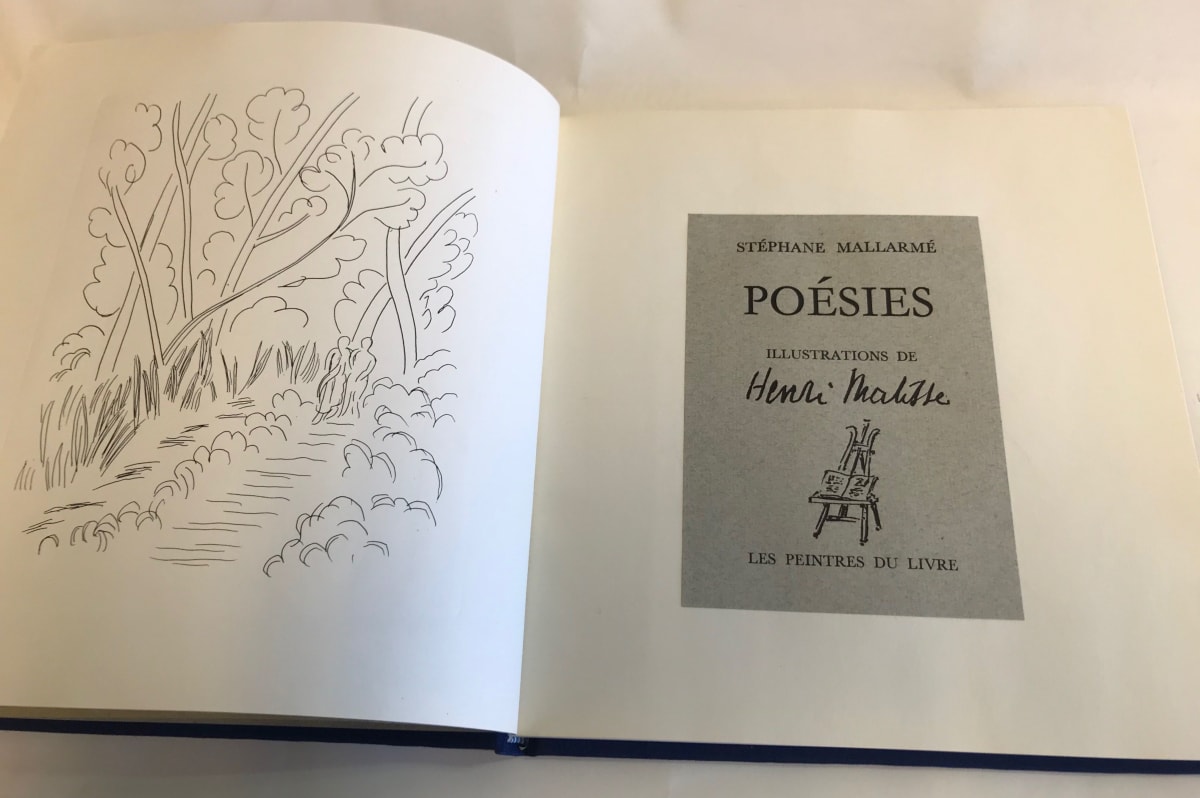 STÉPHANE MALLARMÉ
POÉSIES
ILLUSTRATIONS DE
Henri Matisse
LES PEINTRES DU LIVRE